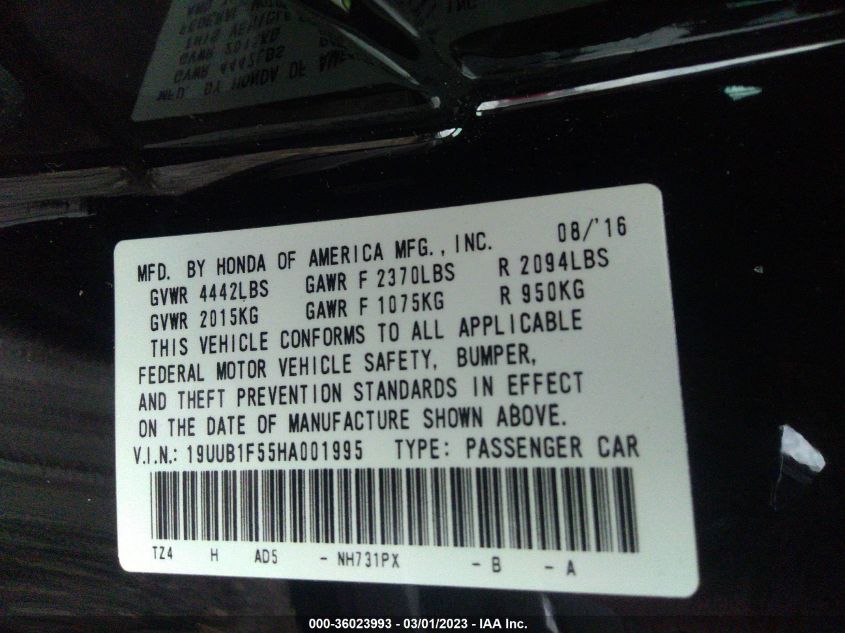 MFD. BY HONDA OF AMERICA MFG., INC. 08/'16
GVWR 4442LBS GAWR F 2370LBS R 2094LBS
GVWR 2015KG GAWR F 1075KG R 950KG
THIS VEHICLE CONFORMS TO ALL APPLICABLE
FEDERAL MOTOR VEHICLE SAFETY, BUMPER,
AND THEFT PREVENTION STANDARDS IN EFFECT
ON THE DATE OF MANUFACTURE SHOWN ABOVE.
V.I.N.: 19UUB1F55HA001995 TYPE: PASSENGER CAR
TZ4 H AD5 - NH731PX - B - A
000-36023993 - 03/01/2023 - IAA Inc.